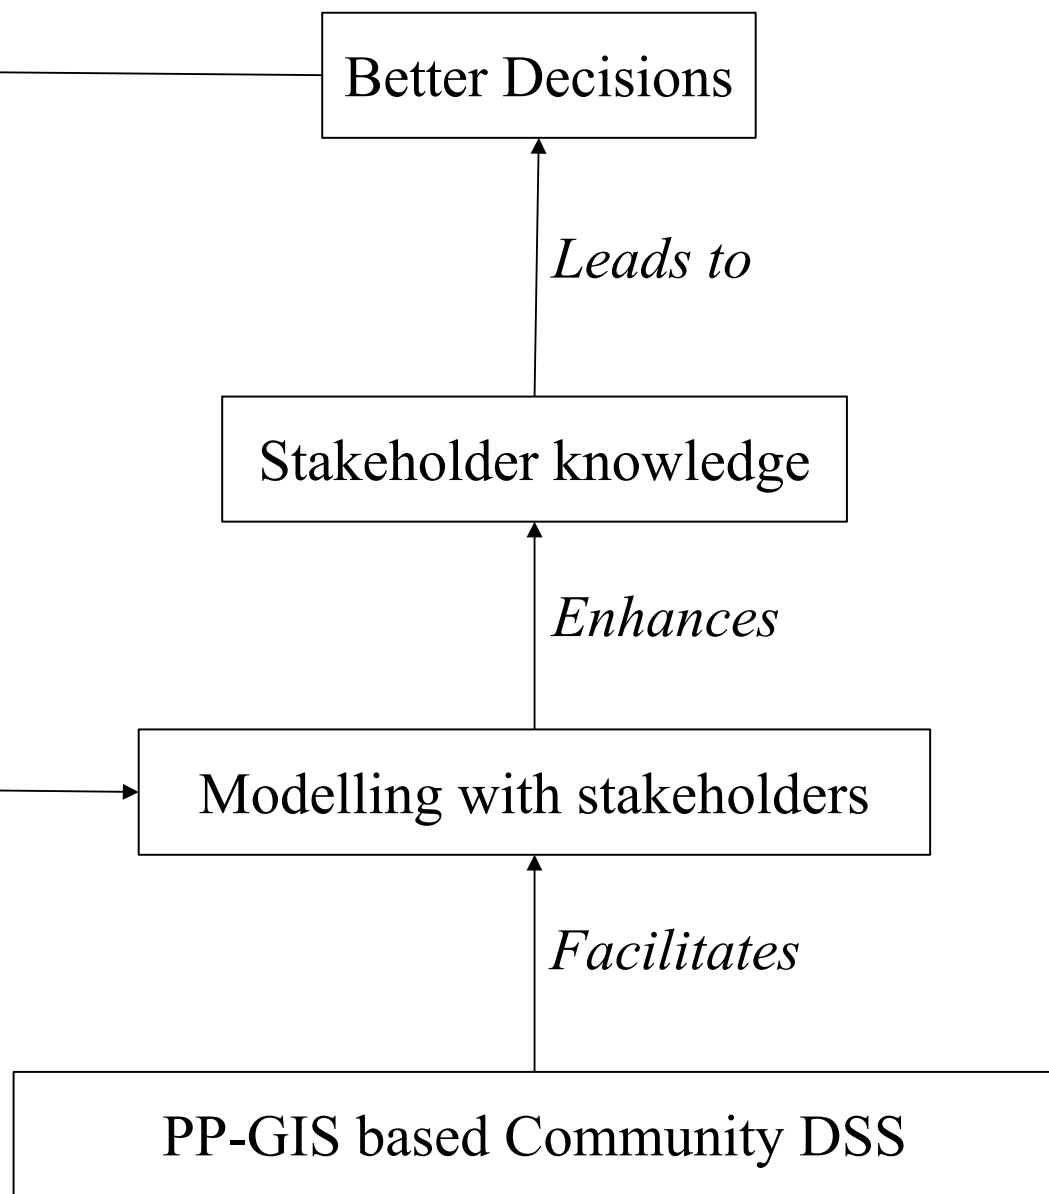 Better Decisions
Leads to
Stakeholder knowledge
Enhances
Modelling with stakeholders
Facilitates
PP-GIS based Community DSS